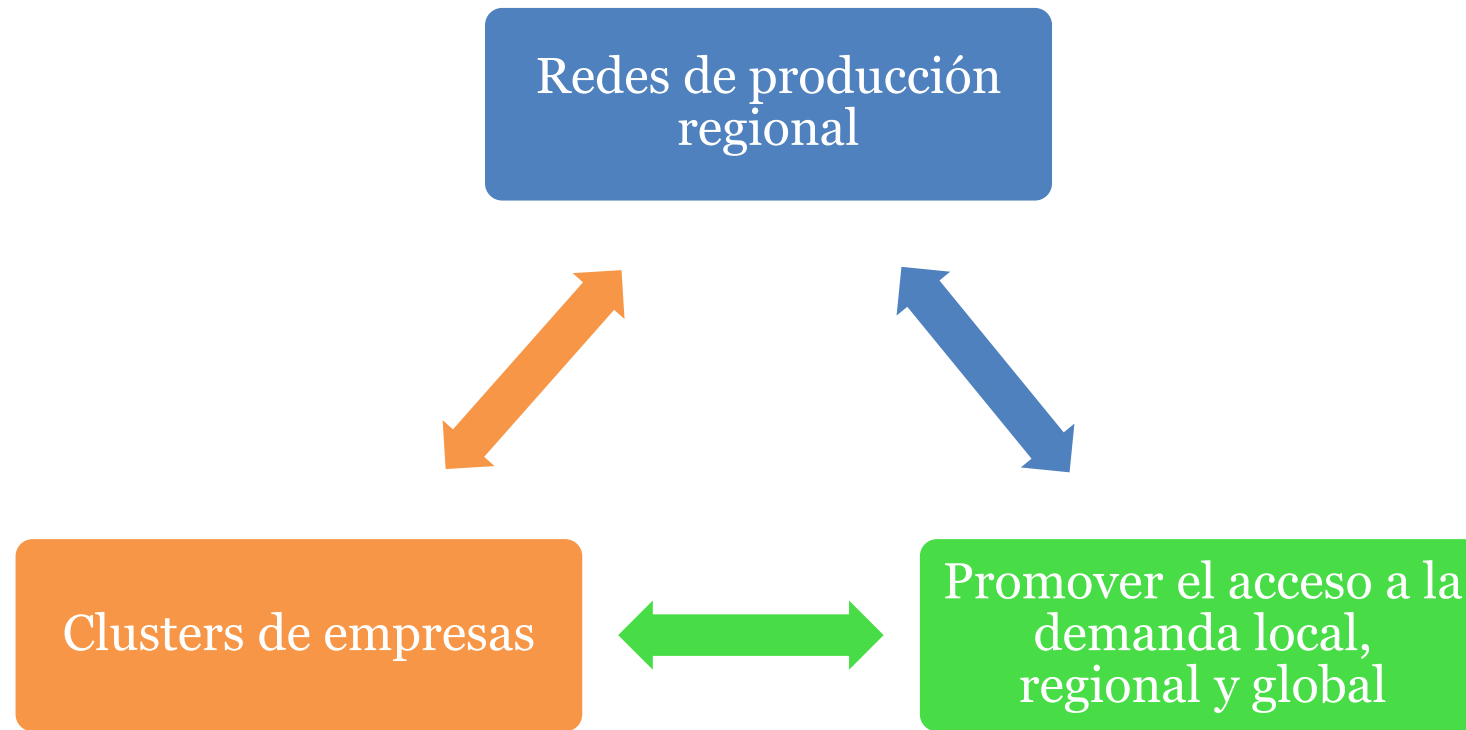 Redes de producción
regional
Clusters de empresas
Promover el acceso a la
demanda local,
regional y global